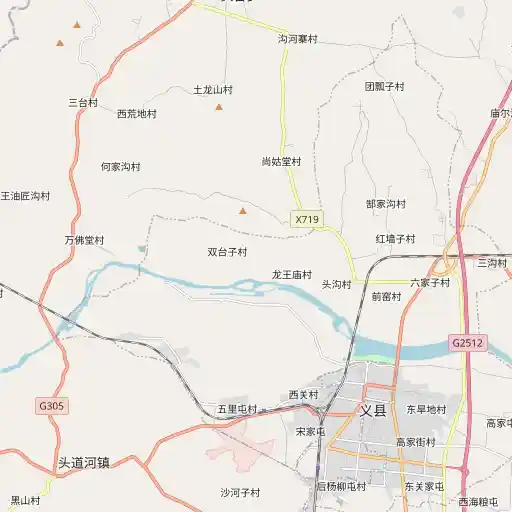 沟河寨村
土龙山村
团瓢子村
三台村
西荒地村
庙尔
尚姑堂村
何家沟村
王油匠沟村
郜家沟村
X719
万佛堂村
红墙子村
双台子村
三沟村
龙王庙村
头沟村
六家子村
村
前窑村
G2512
西关村
G305
五里屯村
义县
东旱地村
高家
宋家屯
高家街村
头道河镇
沙河子村
后杨柳屯村
东关家屯
黑山村
西海粮屯